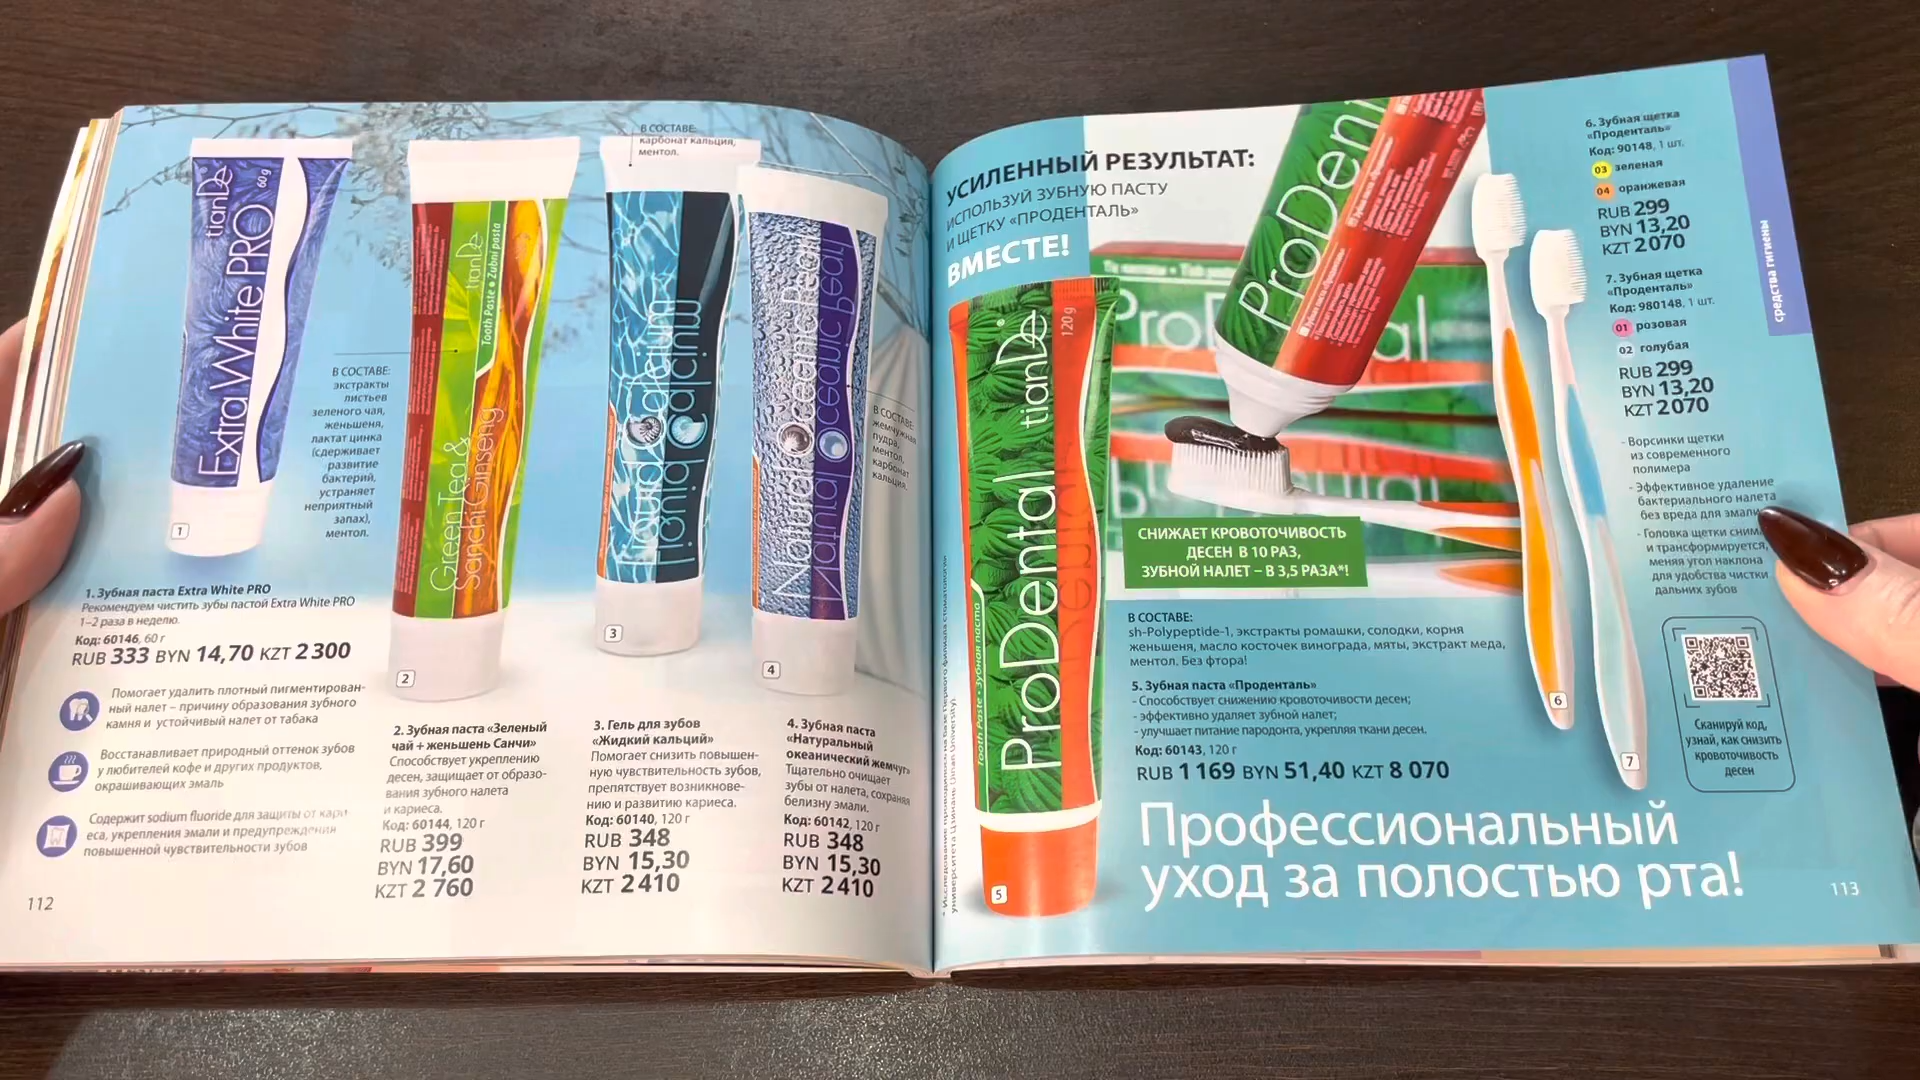 tianDe
60 g
Extra White PRO
1
В СОСТАВЕ:
экстракты
листьев
зеленого чая,
женьшеня,
лактат цинка
(сдерживает
развитие
бактерий,
устраняет
неприятный
запах),
ментол.
tianDe
Tooth Paste • Zubní pasta
Green Tea &
Sanchi Ginseng
2
В СОСТАВЕ:
карбонат кальция,
ментол.
Liquid Calcium
3
Natural Oceanic Pearl
4
В СОСТАВЕ:
жемчужная
пудра,
ментол,
карбонат
кальция.
1. Зубная паста Extra White PRO
Рекомендуем чистить зубы пастой Extra White PRO
1–2 раза в неделю.
Код: 60146, 60 г
RUB 333 BYN 14,70 KZT 2 300
Помогает удалить плотный пигментирован-
ный налет – причину образования зубного
камня и устойчивый налет от табака
Восстанавливает природный оттенок зубов
у любителей кофе и других продуктов,
окрашивающих эмаль
Содержит sodium fluoride для защиты от кари-
еса, укрепления эмали и предупреждения
повышенной чувствительности зубов
112
2. Зубная паста «Зеленый
чай + женьшень Санчи»
Способствует укреплению
десен, защищает от образо-
вания зубного налета
и кариеса.
Код: 60144, 120 г
RUB 399
BYN 17,60
KZT 2 760
3. Гель для зубов
«Жидкий кальций»
Помогает снизить повышен-
ную чувствительность зубов,
препятствует возникнове-
нию и развитию кариеса.
Код: 60140, 120 г
RUB 348
BYN 15,30
KZT 2 410
4. Зубная паста
«Натуральный
океанический жемчуг»
Тщательно очищает
зубы от налета, сохраняя
белизну эмали.
Код: 60142, 120 г
RUB 348
BYN 15,30
KZT 2 410
УСИЛЕННЫЙ РЕЗУЛЬТАТ:
ИСПОЛЬЗУЙ ЗУБНУЮ ПАСТУ
И ЩЕТКУ «ПРОДЕНТАЛЬ»
ВМЕСТЕ!
120 g
tianDe
ProDental
Tooth Paste • Зубная паста
5
ProDent
ProDental
СНИЖАЕТ КРОВОТОЧИВОСТЬ
ДЕСЕН В 10 РАЗ,
ЗУБНОЙ НАЛЕТ – В 3,5 РАЗА*!
В СОСТАВЕ:
sh-Polypeptide-1, экстракты ромашки, солодки, корня
женьшеня, масло косточек винограда, мяты, экстракт меда,
ментол. Без фтора!
5. Зубная паста «Проденталь»
- Способствует снижению кровоточивости десен;
- эффективно удаляет зубной налет;
- улучшает питание пародонта, укрепляя ткани десен.
Код: 60143, 120 г
RUB 1 169 BYN 51,40 KZT 8 070
Профессиональный
уход за полостью рта!
6. Зубная щетка
«Проденталь»
Код: 90148, 1 шт.
03 зеленая
04 оранжевая
RUB 299
BYN 13,20
KZT 2 070
7. Зубная щетка
«Проденталь»
Код: 980148, 1 шт.
01 розовая
02 голубая
RUB 299
BYN 13,20
KZT 2 070
- Ворсинки щетки
из современного
полимера
- Эффективное удаление
бактериального налета
без вреда для эмали
- Головка щетки
и трансформируется,
меняя угол наклона
для удобства чистки
дальних зубов
6
7
Сканируй код,
узнай, как снизить
кровоточивость
десен
средства гигиены
113